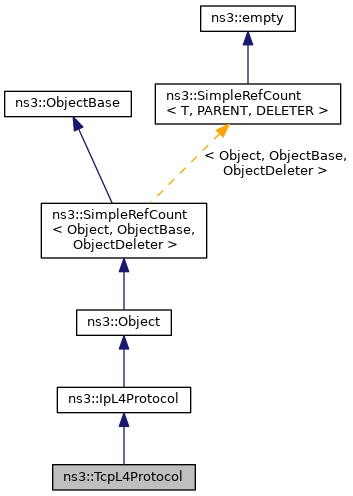 ns3::empty
ns3::ObjectBase
ns3::SimpleRefCount
< T, PARENT, DELETER >
< Object, ObjectBase,
ObjectDeleter >
ns3::SimpleRefCount
< Object, ObjectBase,
ObjectDeleter >
ns3::Object
ns3::IpL4Protocol
ns3::TcpL4Protocol